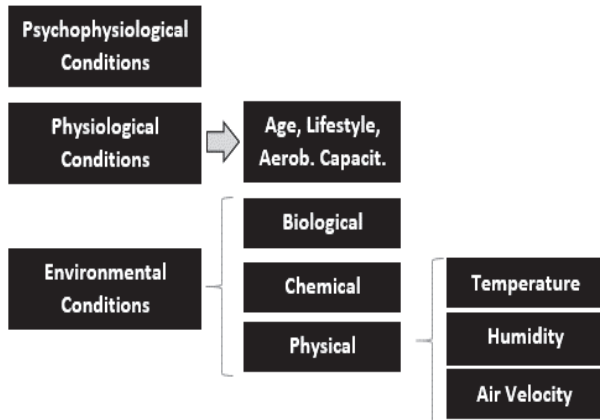 Psychophysiological
Conditions
Physiological
Conditions
Age, Lifestyle,
Aerob. Capacit.
Environmental
Conditions
Biological
Chemical
Physical
Temperature
Humidity
Air Velocity